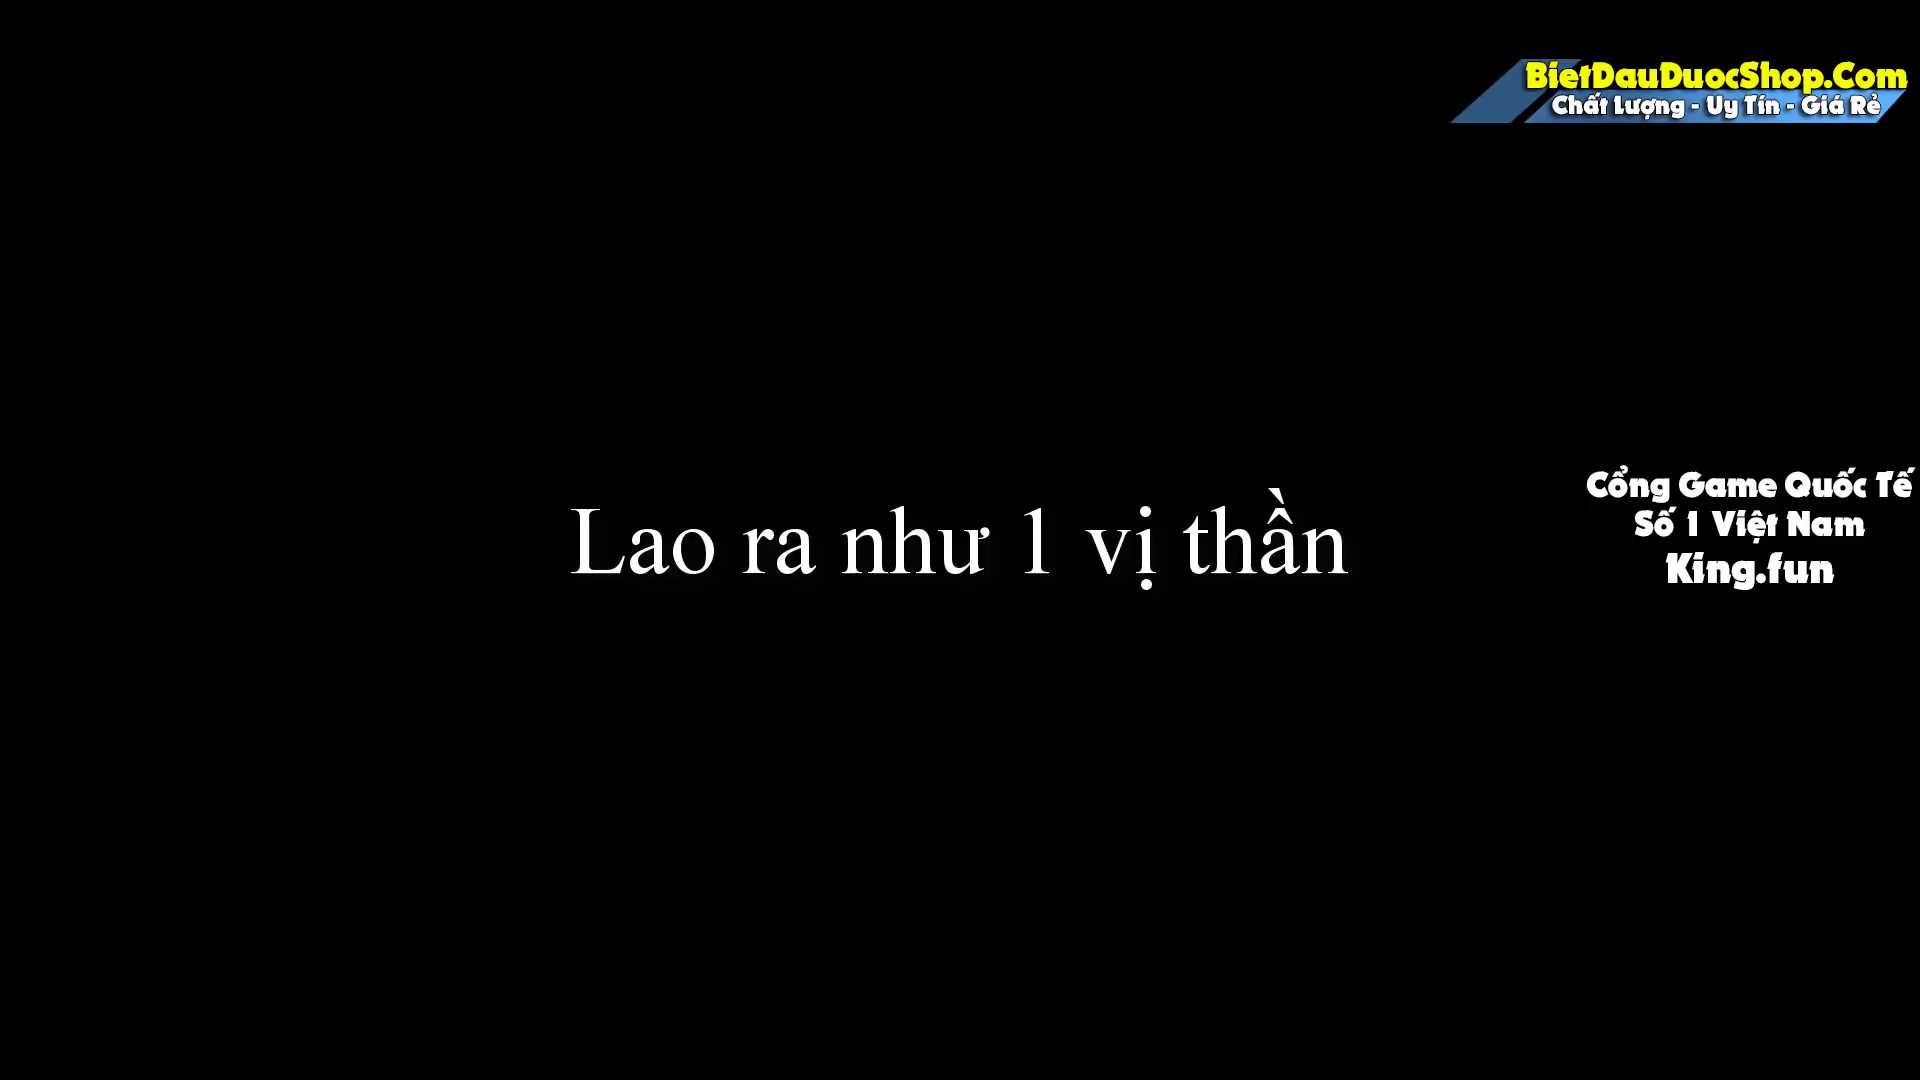 BietDauDuocShop.Com
Chất Lượng - Uy Tín - Giá Rẻ
Cổng Game Quốc Tế
Số 1 Việt Nam
King.fun
Lao ra như 1 vị thần